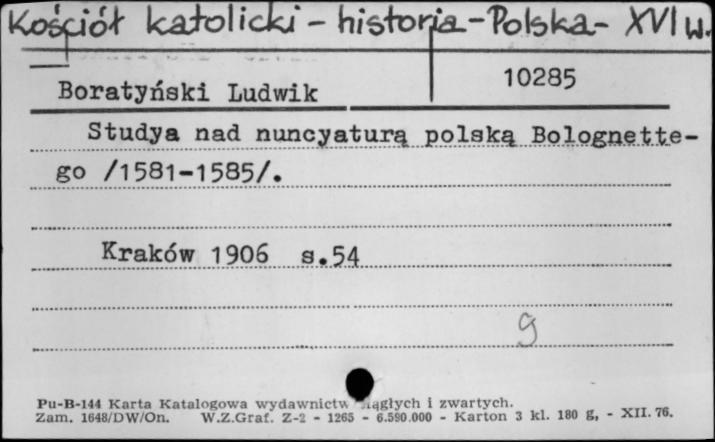 Kościół katolicki - historja - Polska - XVI w.
10285
Boratyński Ludwik
Studya nad nuncyaturą polską Bolognette-
go /1581-1585/.
Kraków 1906 s.54
g
Pu-B-144 Karta Katalogowa wydawnictw ciągłych i zwartych.
Zam. 1648/DW/On. W.Z.Graf. Z-2 - 1265 - 6.590.000 - Karton 3 kl. 180 g, - XII. 76.